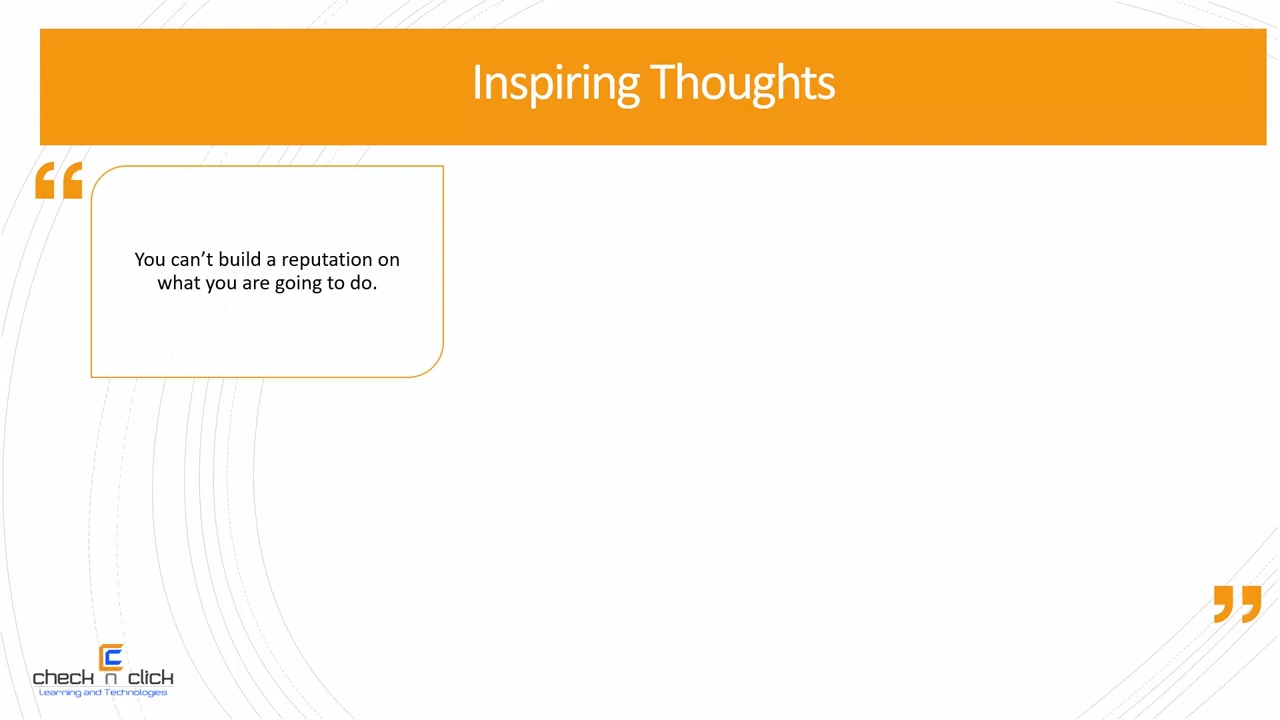 Inspiring Thoughts
“
You can’t build a reputation on
what you are going to do.
”
check n click
Learning and Technologies